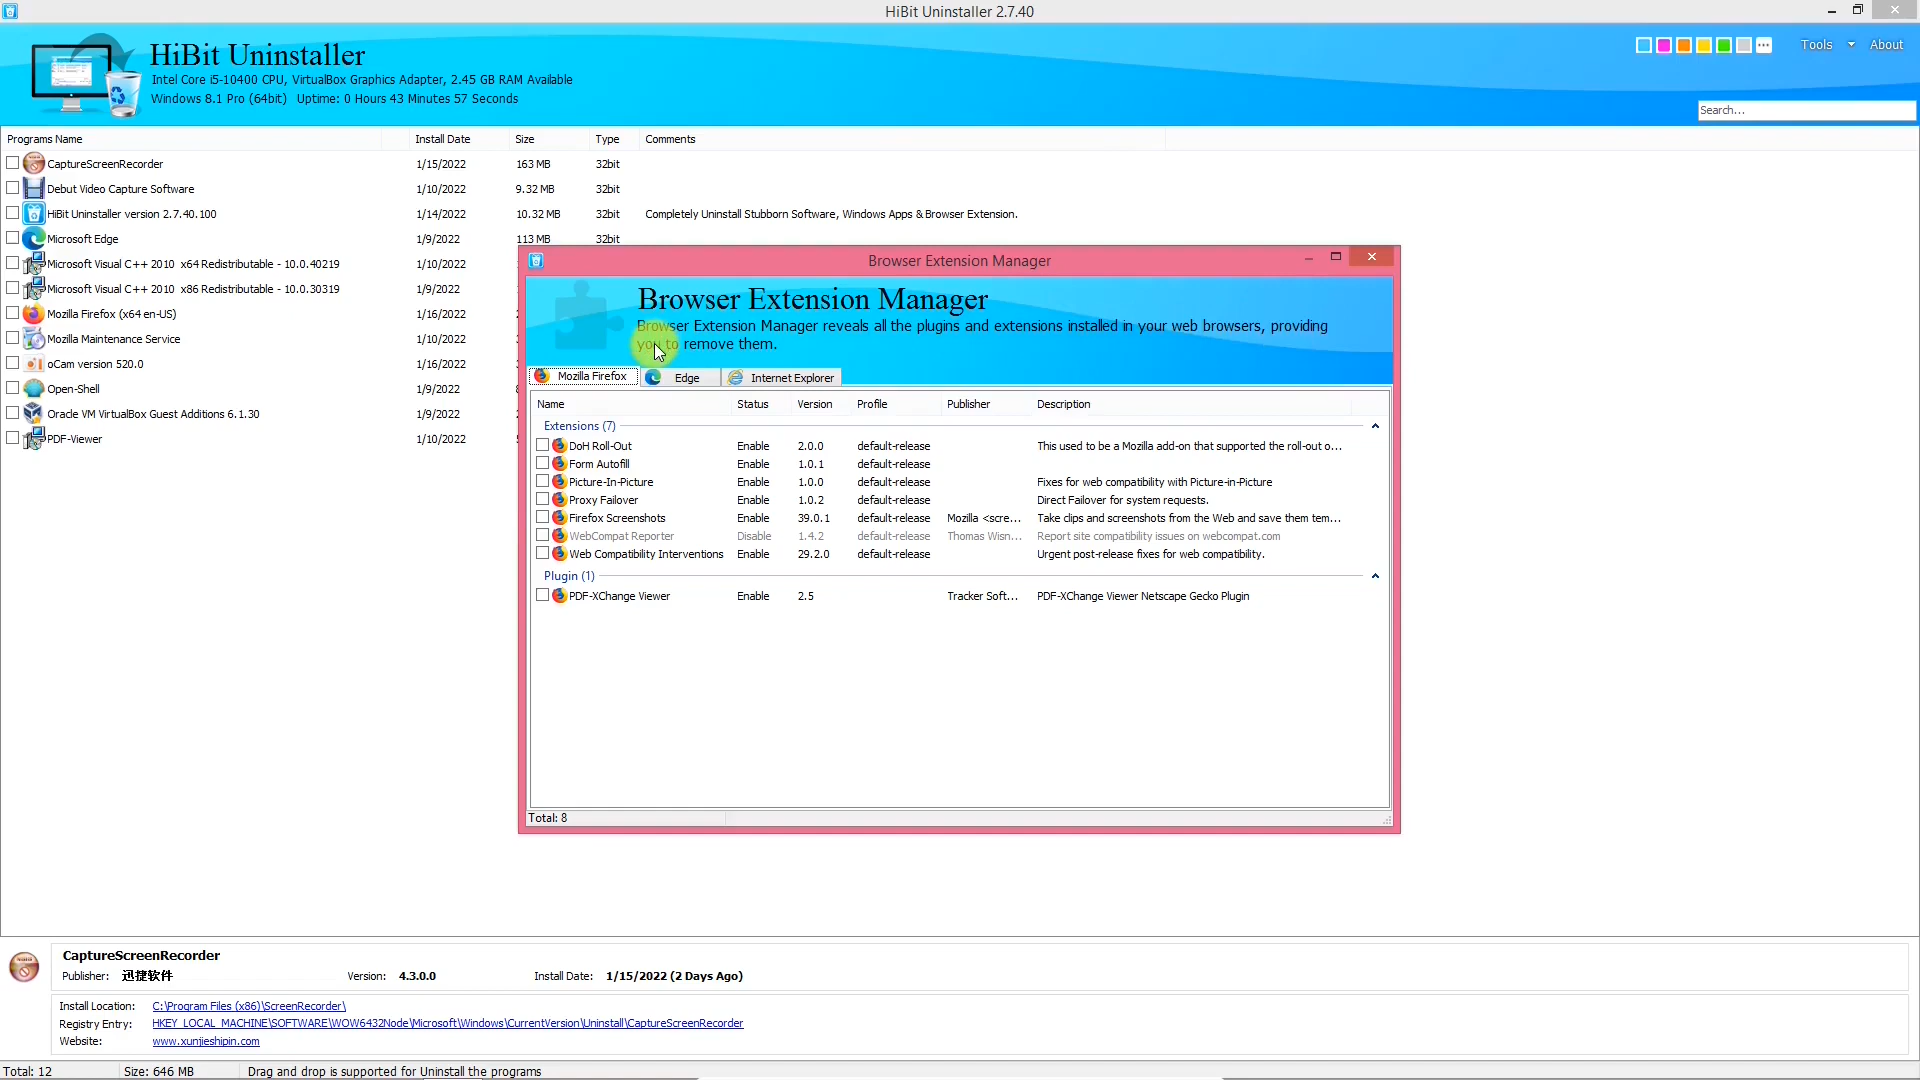 HiBit Uninstaller 2.7.40
HiBit Uninstaller
Intel Core i5-10400 CPU, VirtualBox Graphics Adapter, 2.45 GB RAM Available
Windows 8.1 Pro (64bit) Uptime: 0 Hours 43 Minutes 57 Seconds
Tools About
Search...
Programs Name Install Date Size Type Comments
CaptureScreenRecorder 1/15/2022 163 MB 32bit
Debut Video Capture Software 1/10/2022 9.32 MB 32bit
HiBit Uninstaller version 2.7.40.100 1/14/2022 10.32 MB 32bit Completely Uninstall Stubborn Software, Windows Apps & Browser Extension.
Microsoft Edge 1/9/2022 113 MB 32bit
Microsoft Visual C++ 2010 x64 Redistributable - 10.0.40219 1/10/2022
Microsoft Visual C++ 2010 x86 Redistributable - 10.0.30319 1/9/2022
Mozilla Firefox (x64 en-US) 1/16/2022
Mozilla Maintenance Service 1/10/2022
oCam version 520.0 1/16/2022
Open-Shell 1/9/2022
Oracle VM VirtualBox Guest Additions 6.1.30 1/9/2022
PDF-Viewer 1/10/2022
Browser Extension Manager
Browser Extension Manager
Browser Extension Manager reveals all the plugins and extensions installed in your web browsers, providing
you to remove them.
Mozilla Firefox Edge Internet Explorer
Name Status Version Profile Publisher Description
Extensions (7)
DoH Roll-Out Enable 2.0.0 default-release This used to be a Mozilla add-on that supported the roll-out o...
Form Autofill Enable 1.0.1 default-release
Picture-In-Picture Enable 1.0.0 default-release Fixes for web compatibility with Picture-in-Picture
Proxy Failover Enable 1.0.2 default-release Direct Failover for system requests.
Firefox Screenshots Enable 39.0.1 default-release Mozilla <scre... Take clips and screenshots from the Web and save them tem...
WebCompat Reporter Disable 1.4.2 default-release Thomas Wisn... Report site compatibility issues on webcompat.com
Web Compatibility Interventions Enable 29.2.0 default-release Urgent post-release fixes for web compatibility.
Plugin (1)
PDF-XChange Viewer Enable 2.5 Tracker Soft... PDF-XChange Viewer Netscape Gecko Plugin
Total: 8
CaptureScreenRecorder
Publisher: 迅捷软件 Version: 4.3.0.0 Install Date: 1/15/2022 (2 Days Ago)
Install Location: C:\Program Files (x86)\ScreenRecorder\
Registry Entry: HKEY_LOCAL_MACHINE\SOFTWARE\WOW6432Node\Microsoft\Windows\CurrentVersion\Uninstall\CaptureScreenRecorder
Website: www.xunjieshipin.com
Total: 12 Size: 646 MB Drag and drop is supported for Uninstall the programs